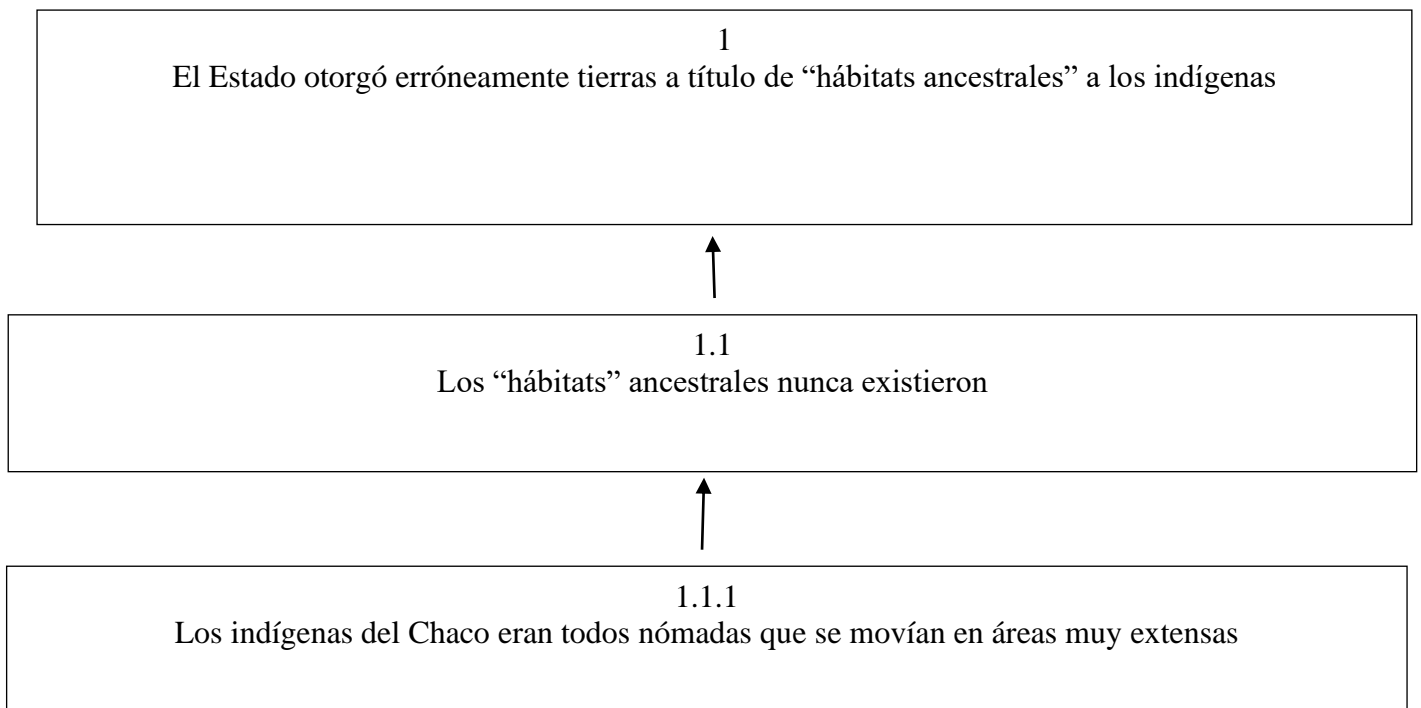 1
El Estado otorgó erróneamente tierras a título de “hábitats ancestrales” a los indígenas
1.1
Los “hábitats” ancestrales nunca existieron
1.1.1
Los indígenas del Chaco eran todos nómadas que se movían en áreas muy extensas